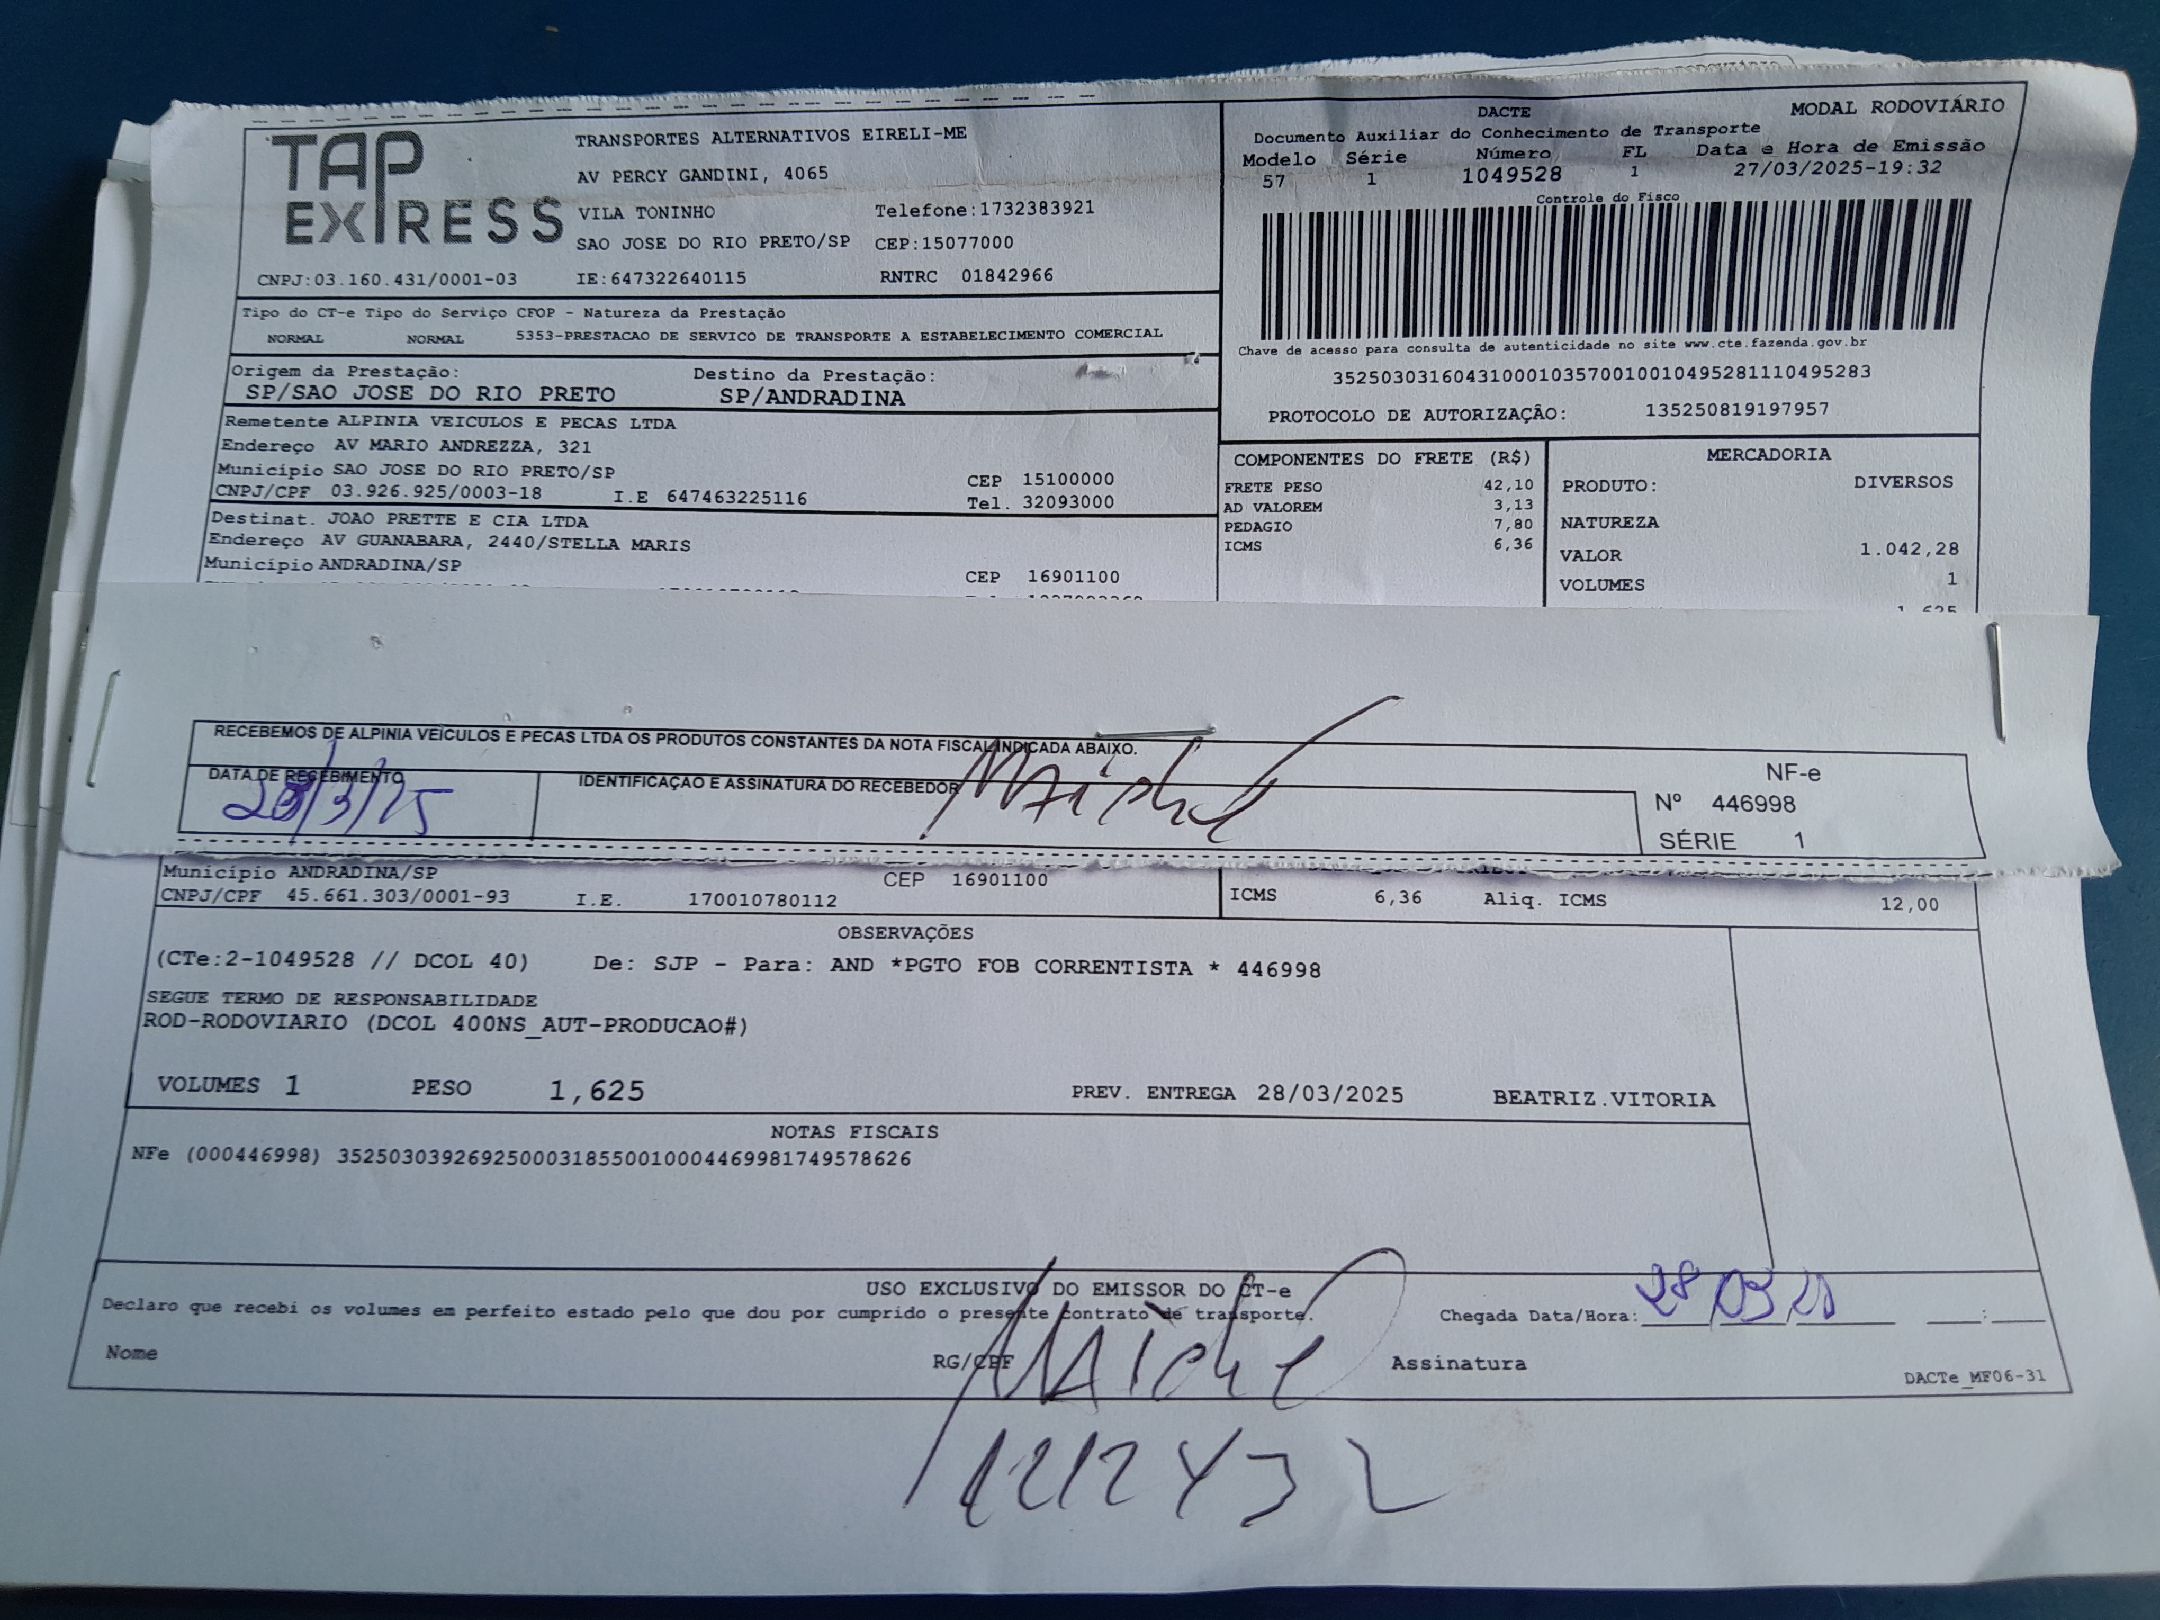 TAP
EXPRESS
TRANSPORTES ALTERNATIVOS EIRELI-ME
AV PERCY GANDINI, 4065
VILA TONINHO Telefone:1732383921
SAO JOSE DO RIO PRETO/SP CEP:15077000
CNPJ:03.160.431/0001-03 IE:647322640115 RNTRC 01842966
DACTE MODAL RODOVIÁRIO
Documento Auxiliar do Conhecimento de Transporte
Modelo Série Número FL Data e Hora de Emissão
57 1 1049528 1 27/03/2025-19:32
Controle do Fisco
Chave de acesso para consulta de autenticidade no site www.cte.fazenda.gov.br
35250303160431000103570010010495281110495283
PROTOCOLO DE AUTORIZAÇÃO: 135250819197957
Tipo do CT-e Tipo do Serviço CFOP - Natureza da Prestação
NORMAL NORMAL 5353-PRESTACAO DE SERVICO DE TRANSPORTE A ESTABELECIMENTO COMERCIAL
Origem da Prestação: Destino da Prestação:
SP/SAO JOSE DO RIO PRETO SP/ANDRADINA
Remetente ALPINIA VEICULOS E PECAS LTDA
Endereço AV MARIO ANDREZZA, 321
Município SAO JOSE DO RIO PRETO/SP CEP 15100000
CNPJ/CPF 03.926.925/0003-18 I.E 647463225116 Tel. 32093000
Destinat. JOAO PRETTE E CIA LTDA
Endereço AV GUANABARA, 2440/STELLA MARIS
Município ANDRADINA/SP CEP 16901100
COMPONENTES DO FRETE (R$)
FRETE PESO 42,10
AD VALOREM 3,13
PEDAGIO 7,80
ICMS 6,36
MERCADORIA
PRODUTO: DIVERSOS
NATUREZA
VALOR 1.042,28
VOLUMES 1
1,625
RECEBEMOS DE ALPINIA VEICULOS E PECAS LTDA OS PRODUTOS CONSTANTES DA NOTA FISCAL INDICADA ABAIXO.
DATA DE RECEBIMENTO IDENTIFICAÇÃO E ASSINATURA DO RECEBEDOR
28/3/25
NF-e
Nº 446998
SÉRIE 1
Município ANDRADINA/SP CEP 16901100
CNPJ/CPF 45.661.303/0001-93 I.E. 170010780112
ICMS 6,36 Aliq. ICMS 12,00
OBSERVAÇÕES
(CTe:2-1049528 // DCOL 40) De: SJP - Para: AND *PGTO FOB CORRENTISTA * 446998
SEGUE TERMO DE RESPONSABILIDADE
ROD-RODOVIARIO (DCOL 400NS_AUT-PRODUCAO#)
VOLUMES 1 PESO 1,625 PREV. ENTREGA 28/03/2025 BEATRIZ.VITORIA
NOTAS FISCAIS
NFe (000446998) 35250303926925000318550010004469981749578626
USO EXCLUSIVO DO EMISSOR DO CT-e
Declaro que recebi os volumes em perfeito estado pelo que dou por cumprido o presente contrato de transporte. Chegada Data/Hora: 28 03
Nome RG/CPF Assinatura
DACTe_MF06-31